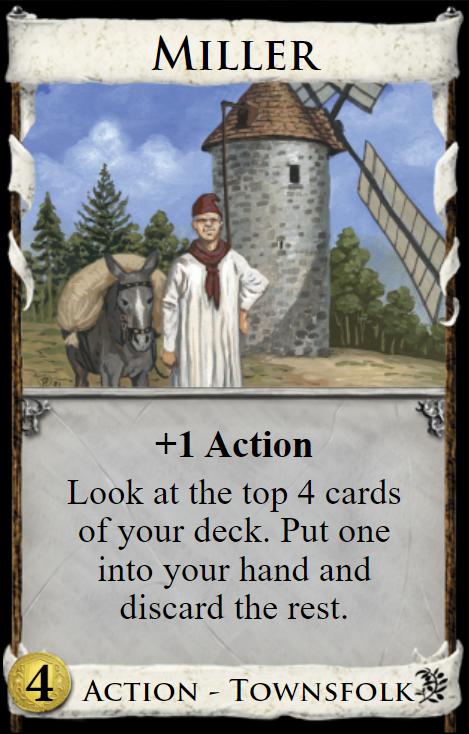 MILLER
+1 Action
Look at the top 4 cards
of your deck. Put one
into your hand and
discard the rest.
4 ACTION - TOWNSFOLK